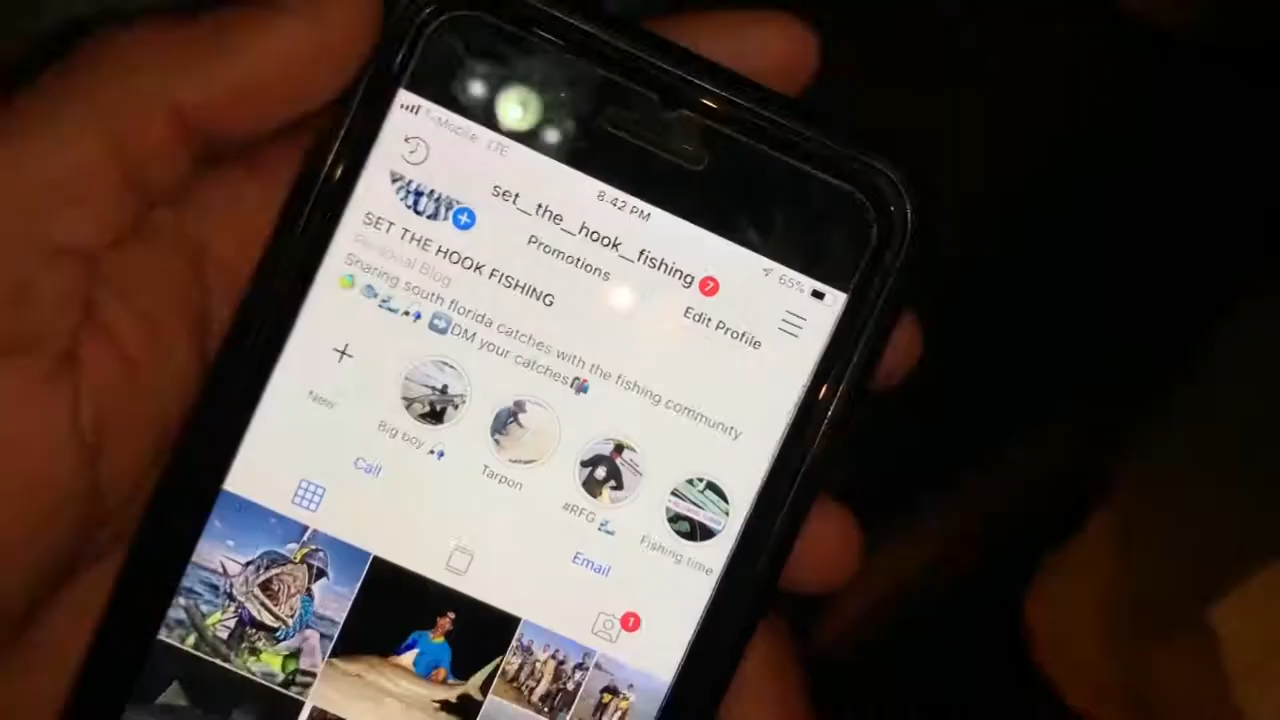 T-Mobile LTE
8:42 PM
65%
set_the_hook_fishing 7
Promotions
Edit Profile
SET THE HOOK FISHING
Personal Blog
Sharing south florida catches with the fishing community
DM your catches
New
Big boy
Tarpon
#RFG
Fishing time
Call
Email
1